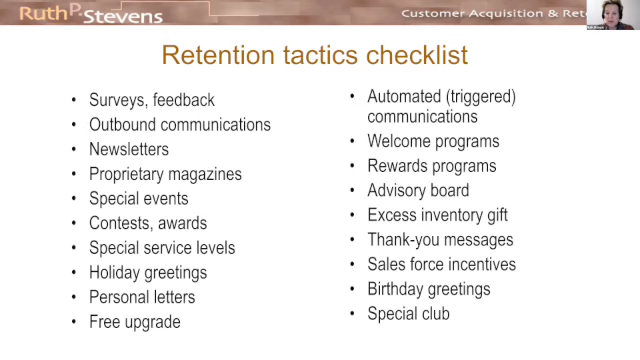 Ruth P. Stevens
Customer Acquisition & Rete
Retention tactics checklist
• Surveys, feedback
• Outbound communications
• Newsletters
• Proprietary magazines
• Special events
• Contests, awards
• Special service levels
• Holiday greetings
• Personal letters
• Free upgrade
• Automated (triggered)
communications
• Welcome programs
• Rewards programs
• Advisory board
• Excess inventory gift
• Thank-you messages
• Sales force incentives
• Birthday greetings
• Special club